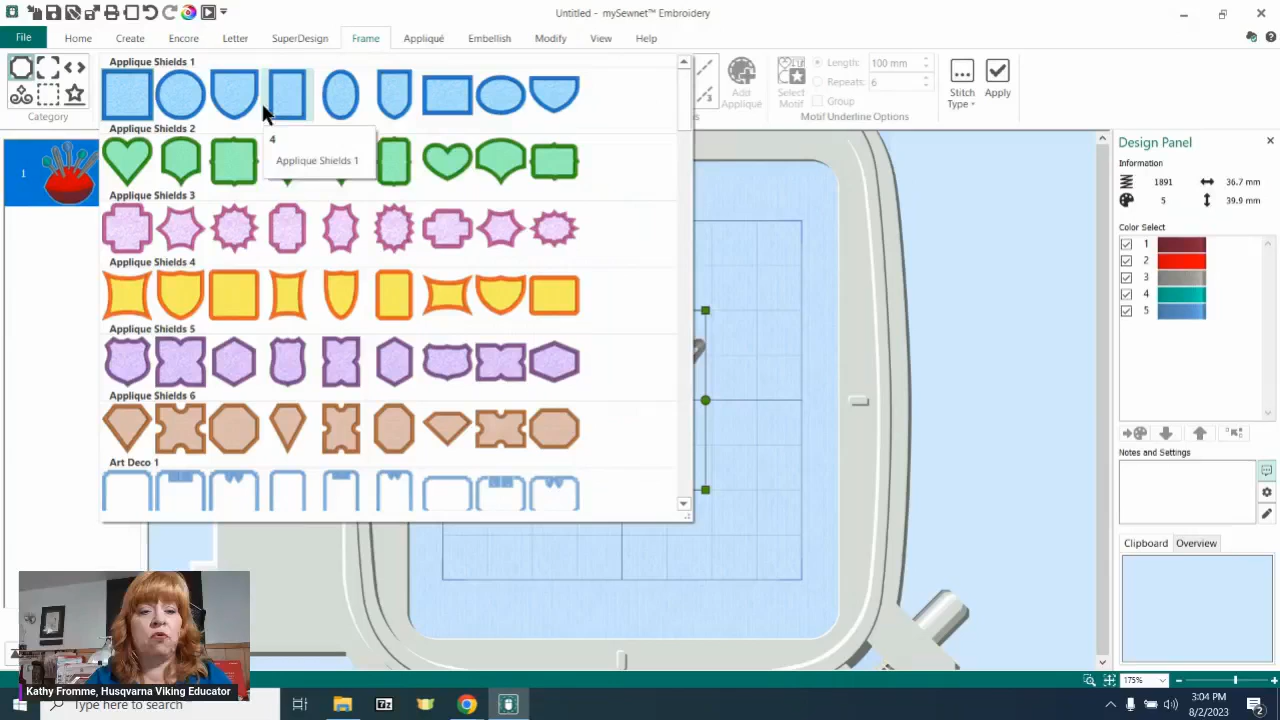 Untitled - mySewnet™ Embroidery
File Home Create Encore Letter SuperDesign Frame Appliqué Embellish Modify View Help
Category
Applique Shields 1
Applique Shields 2
4
Applique Shields 1
Applique Shields 3
Applique Shields 4
Applique Shields 5
Applique Shields 6
Art Deco 1
Add
Appliqué
Select
Motif
Length: 100 mm
Repeats: 6
Group
Motif Underline Options
Stitch
Type
Apply
1
Design Panel
Information
1891 36.7 mm
5 39.9 mm
Color Select
1
2
3
4
5
Notes and Settings
Clipboard Overview
175%
Kathy Fromme, Husqvarna Viking Educator
Type here to search
3:04 PM
8/2/2023
2